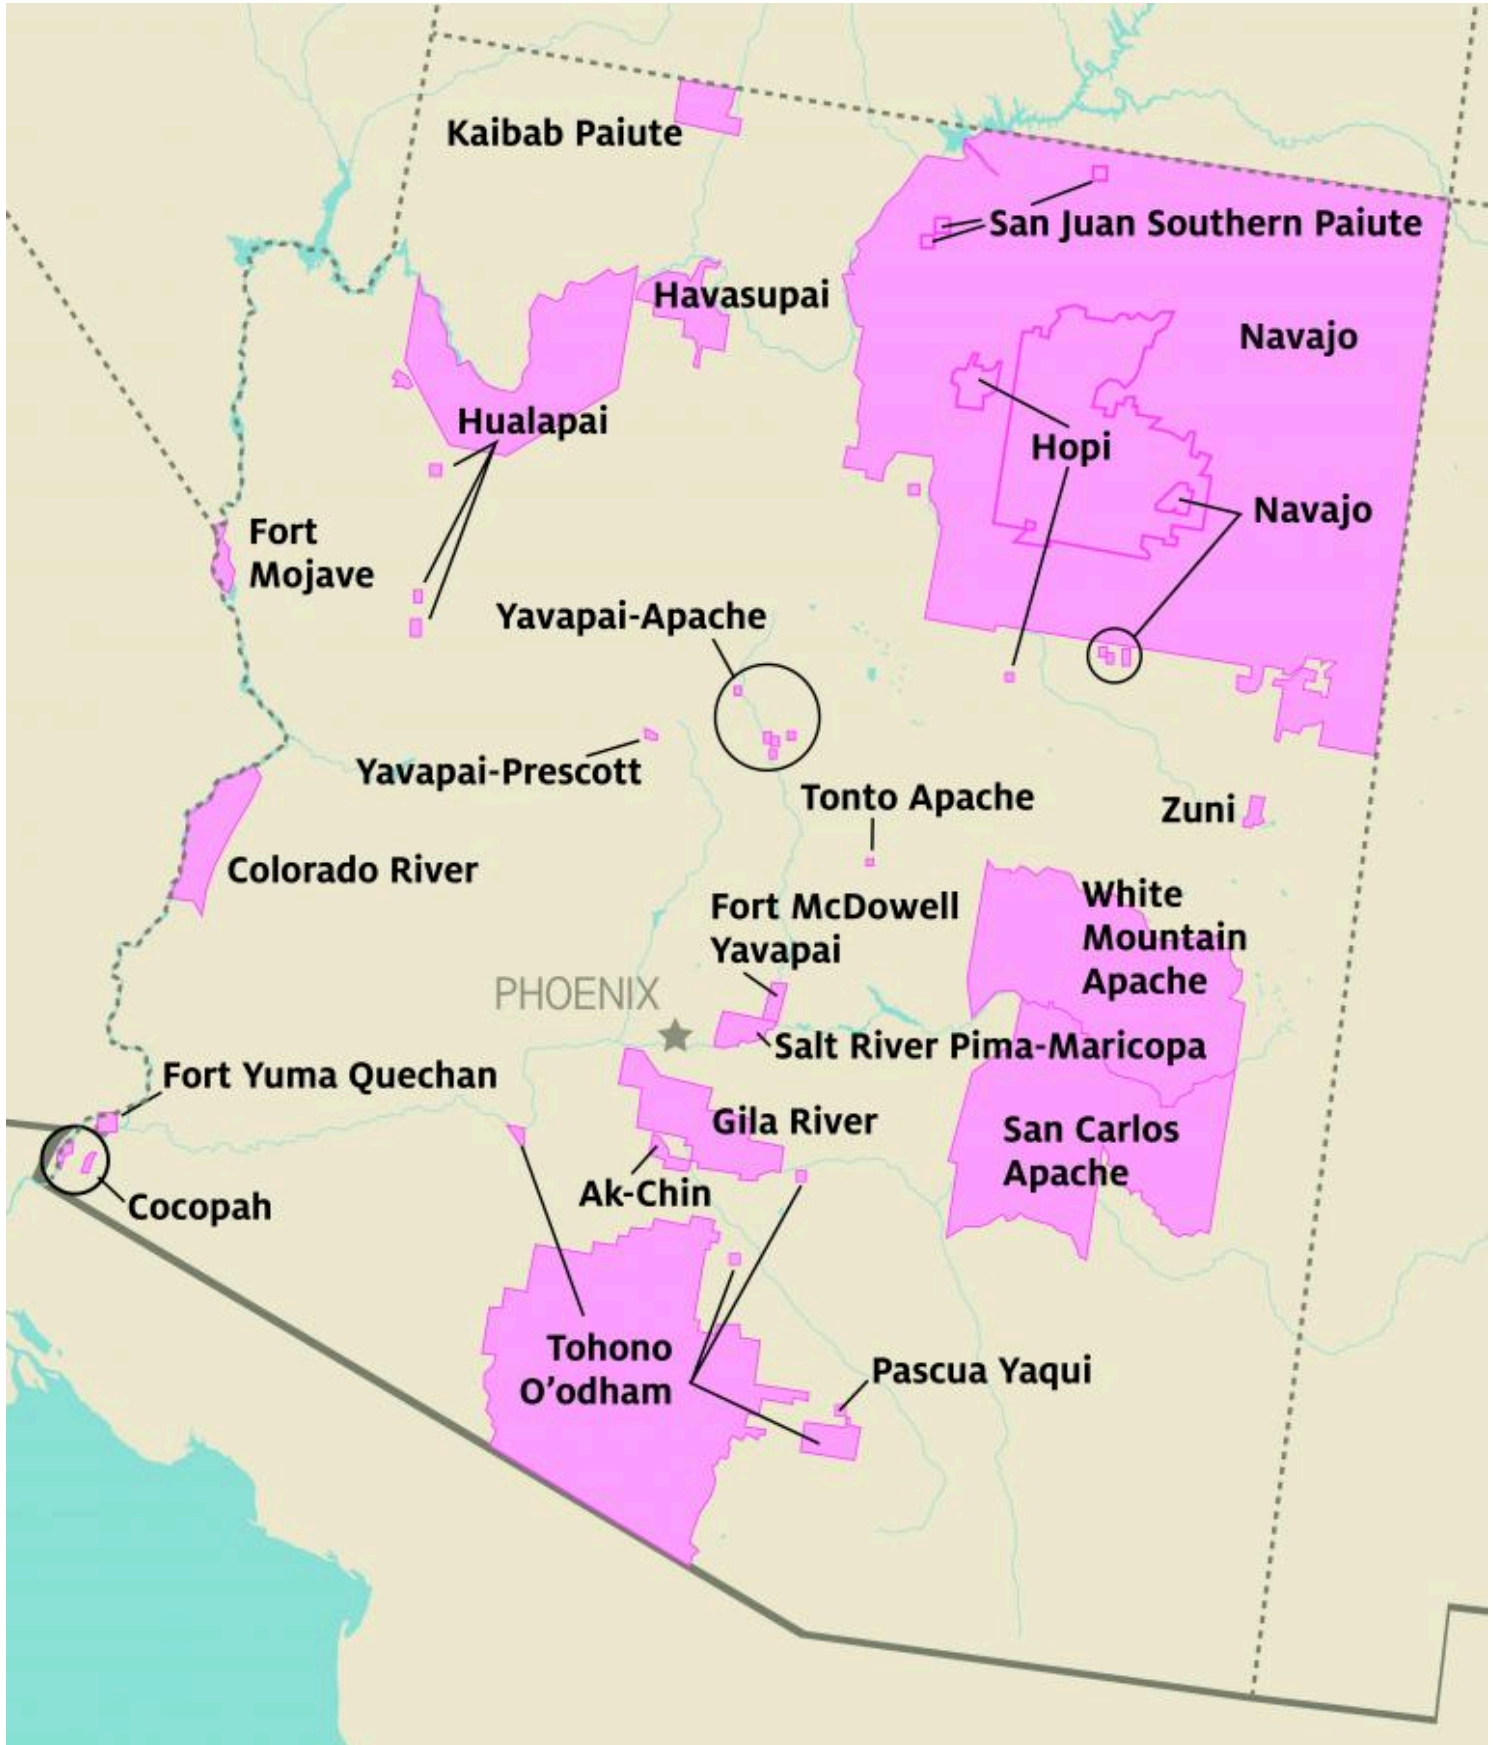 Kaibab Paiute
San Juan Southern Paiute
Havasupai
Navajo
Hualapai
Hopi
Navajo
Fort
Mojave
Yavapai-Apache
Yavapai-Prescott
Tonto Apache
Zuni
Colorado River
White
Mountain
Apache
Fort McDowell
Yavapai
PHOENIX
Salt River Pima-Maricopa
Fort Yuma Quechan
Gila River
San Carlos
Apache
Ak-Chin
Cocopah
Tohono
O’odham
Pascua Yaqui